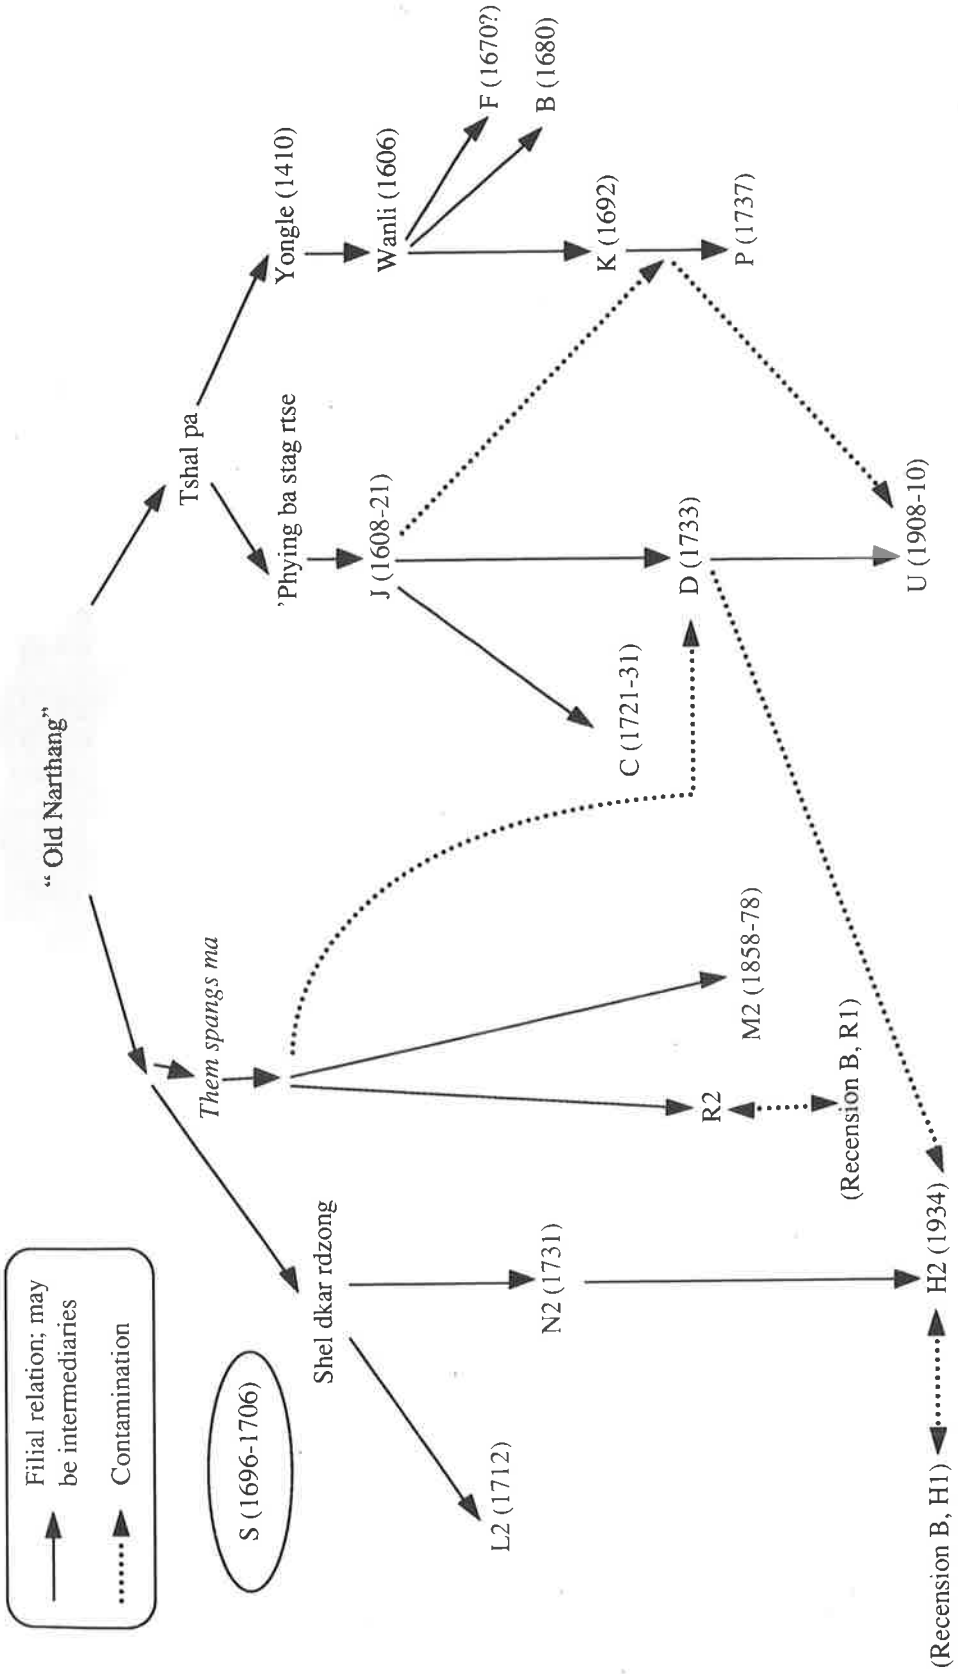 Filial relation; may
be intermediaries
Contamination
“ Old Narthang”
Tshal pa
Them spangs ma
S (1696-1706)
Yongle (1410)
’Phying ba stag rtse
Shel dkar rdzong
Wanli (1606)
J (1608-21)
F (1670?)
L2 (1712)
B (1680)
N2 (1731)
K (1692)
C (1721-31)
D (1733)
R2
P (1737)
M2 (1858-78)
(Recension B, R1)
U (1908-10)
H2 (1934)
(Recension B, H1)